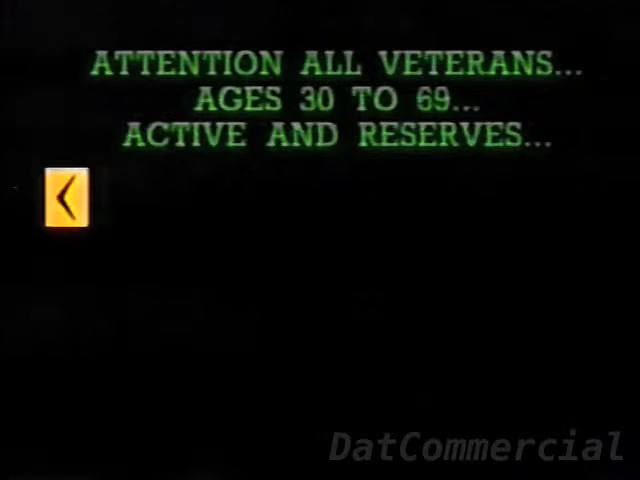 ATTENTION ALL VETERANS...
AGES 30 TO 69...
ACTIVE AND RESERVES...
<
DatCommercial